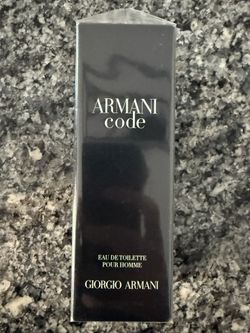 ARMANI
code
EAU DE TOILETTE
POUR HOMME
GIORGIO ARMANI